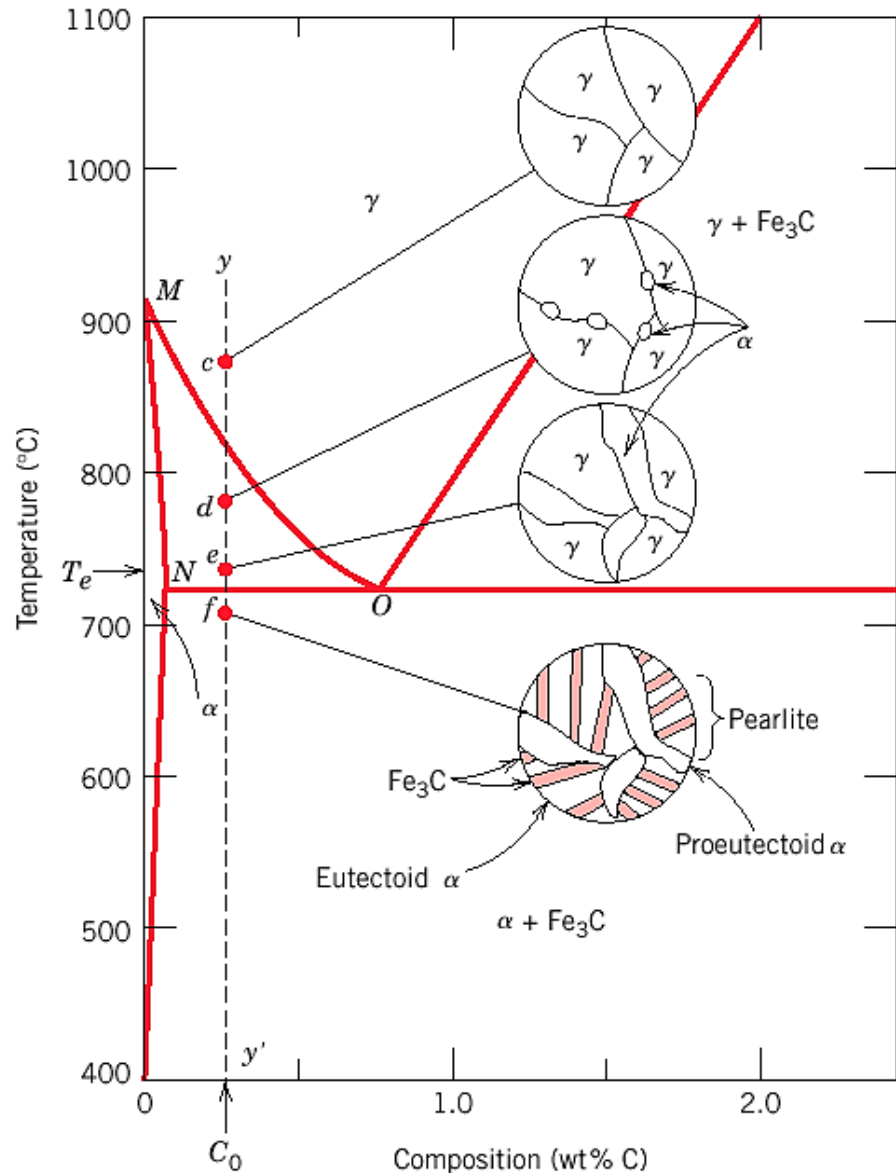 1100
γ γ
γ γ
1000
γ
γ + Fe₃C
y
γ γ
M
900
γ γ
α
c
800
γ γ
d
e
γ γ
Tₑ
N
O
f
700
α
Pearlite
Fe₃C
600
Proeutectoid α
Eutectoid α
α + Fe₃C
500
y'
400
0 1.0 2.0
C₀
Composition (wt% C)
Temperature (°C)